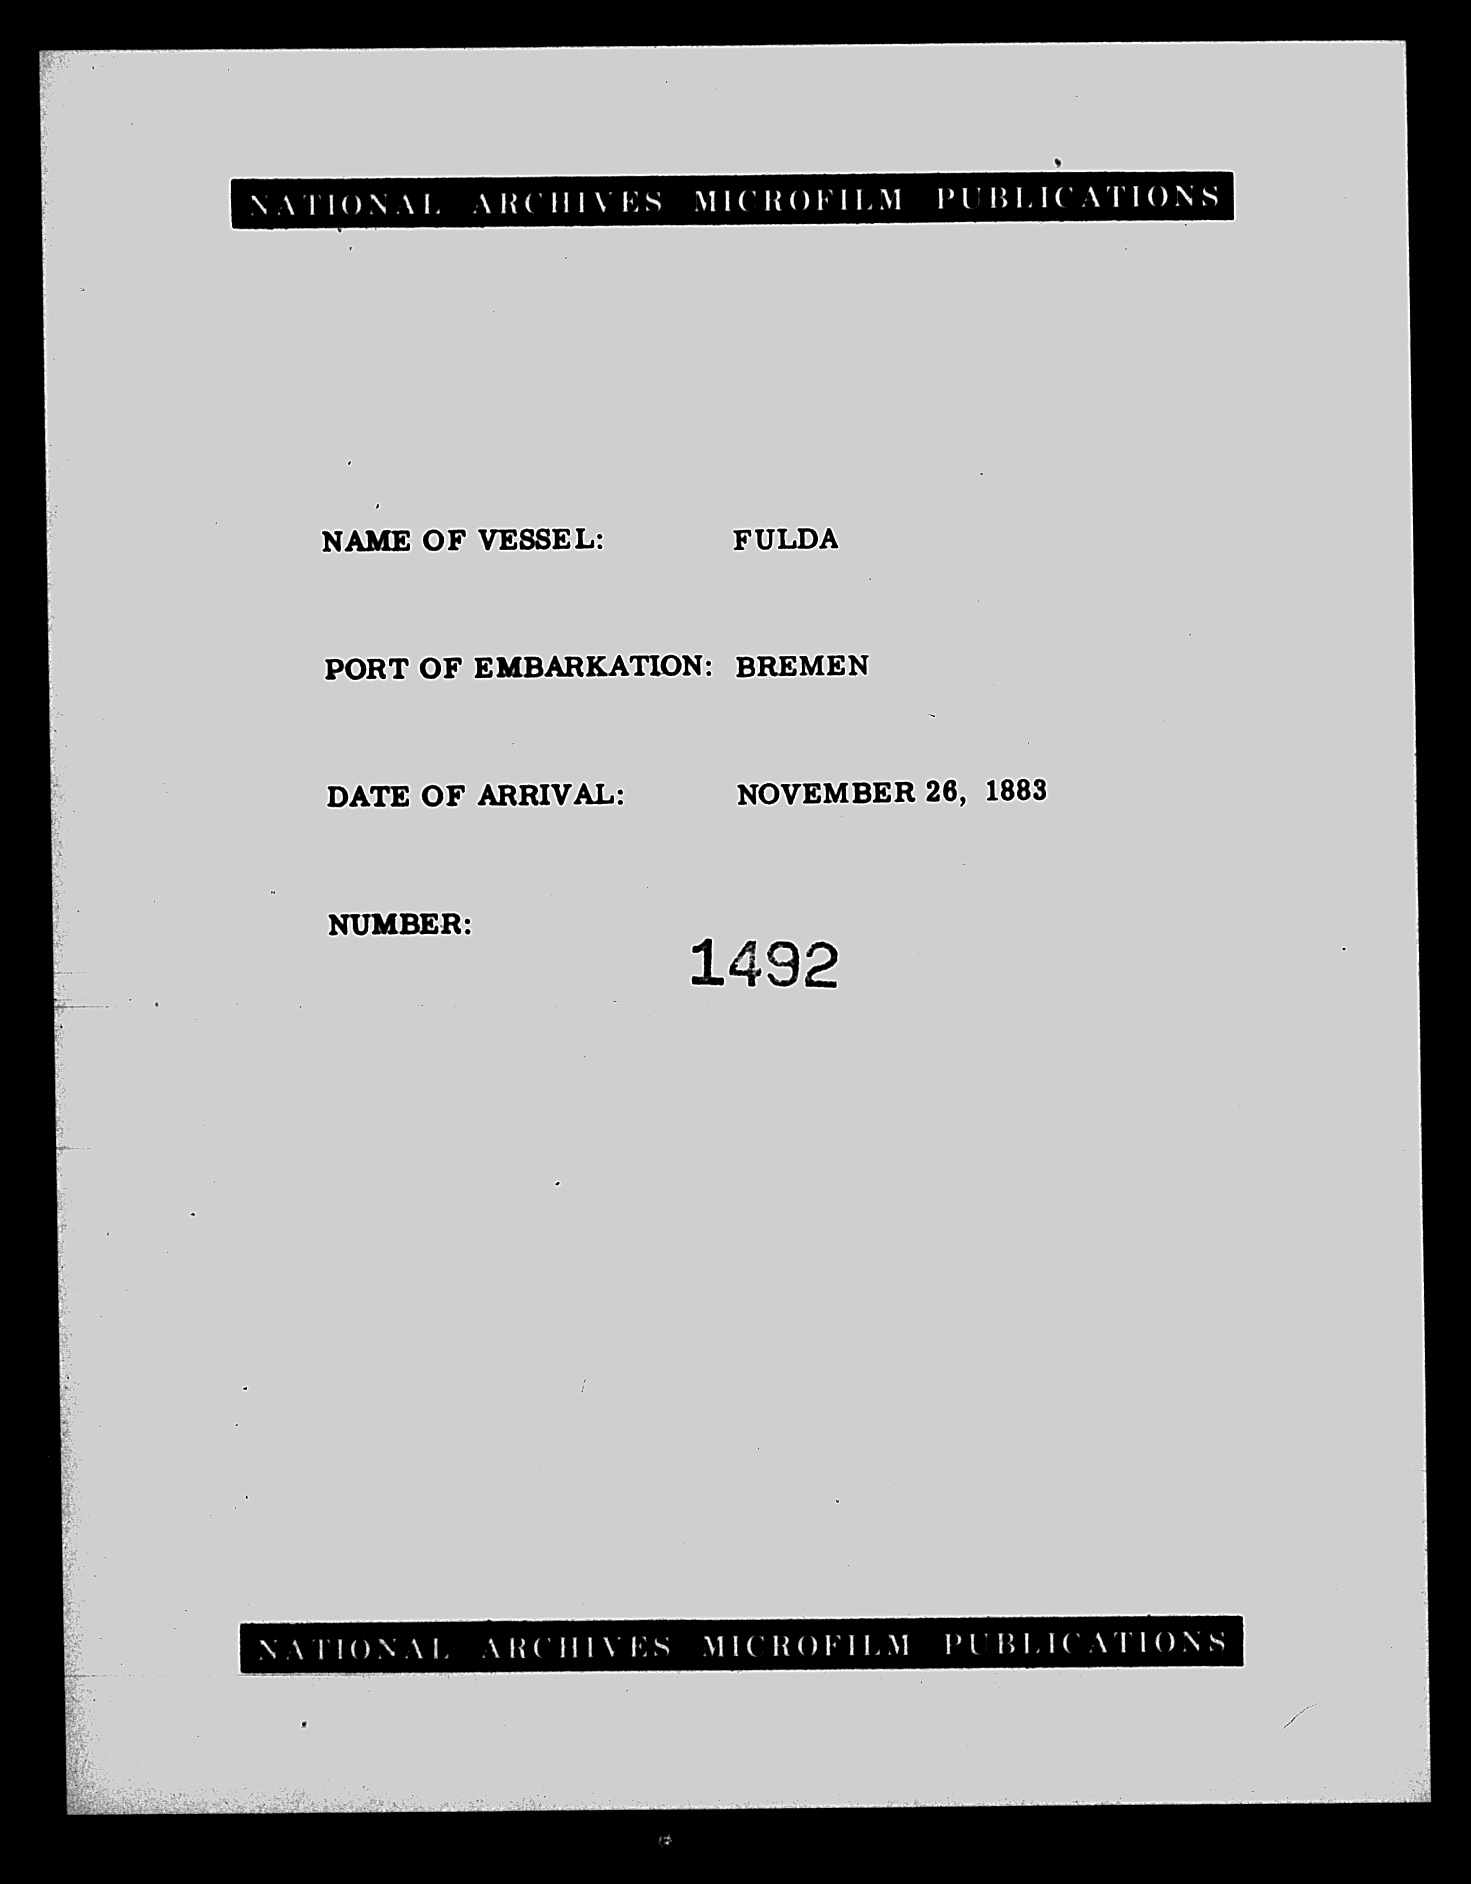 NATIONAL ARCHIVES MICROFILM PUBLICATIONS
NAME OF VESSEL: FULDA
PORT OF EMBARKATION: BREMEN
DATE OF ARRIVAL: NOVEMBER 26, 1883
NUMBER:
1492
NATIONAL ARCHIVES MICROFILM PUBLICATIONS